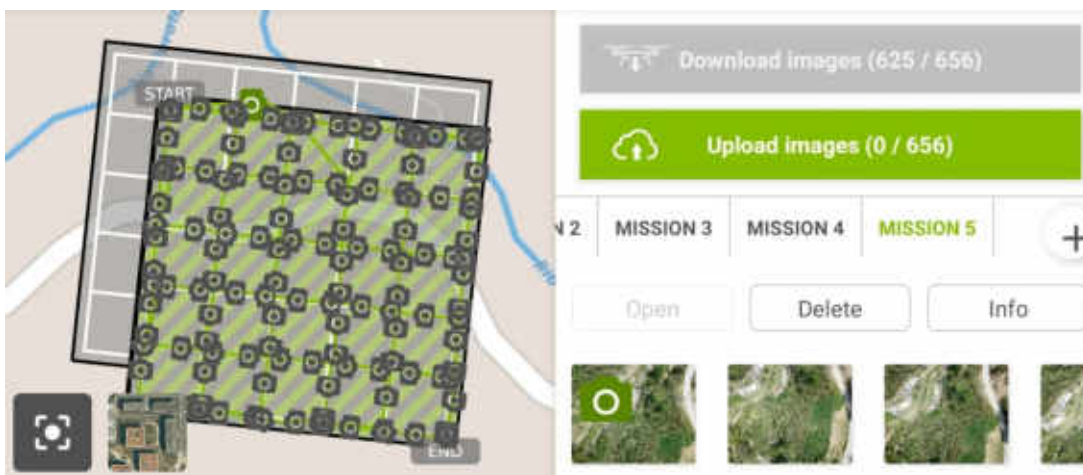 START
END
Download images (625 / 656)
Upload images (0 / 656)
N 2
MISSION 3
MISSION 4
MISSION 5
+
Open
Delete
Info